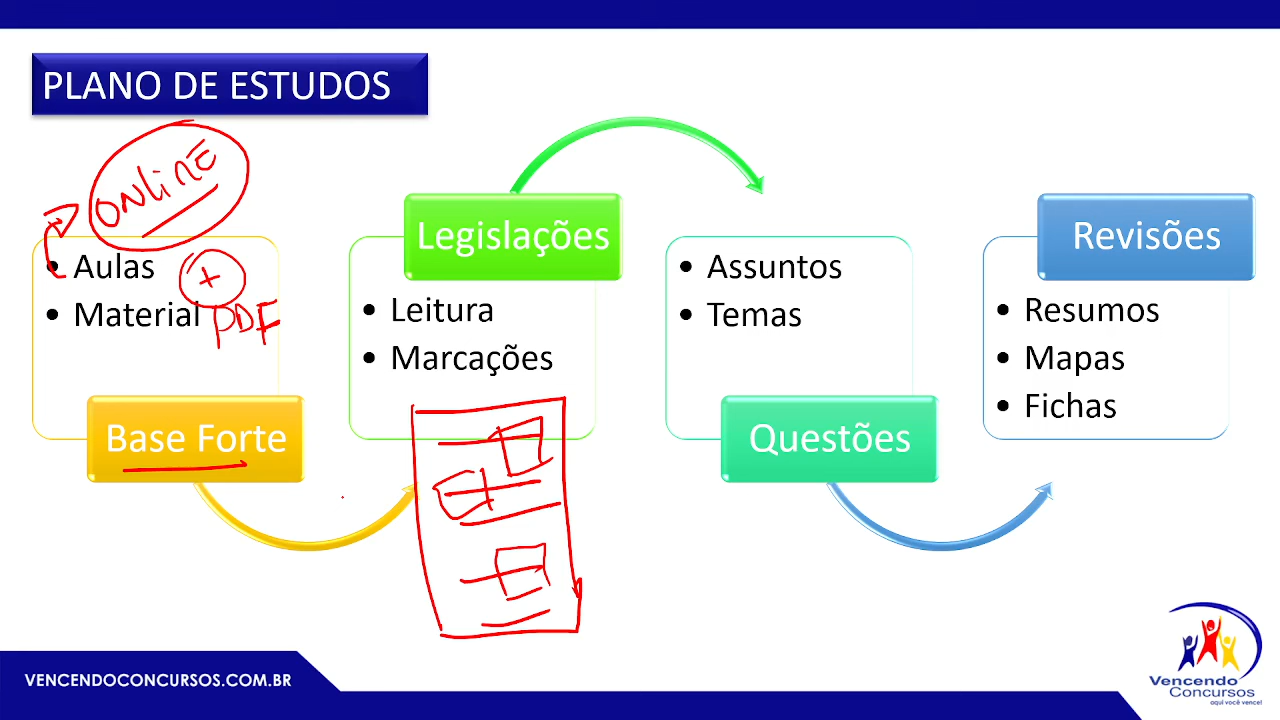 PLANO DE ESTUDOS
ONLINE
• Aulas
+
• Material PDF
Base Forte
Legislações
• Leitura
• Marcações
• Assuntos
• Temas
Questões
Revisões
• Resumos
• Mapas
• Fichas
VENCENDOCONCURSOS.COM.BR
Vencendo
Concursos
aqui você vence!